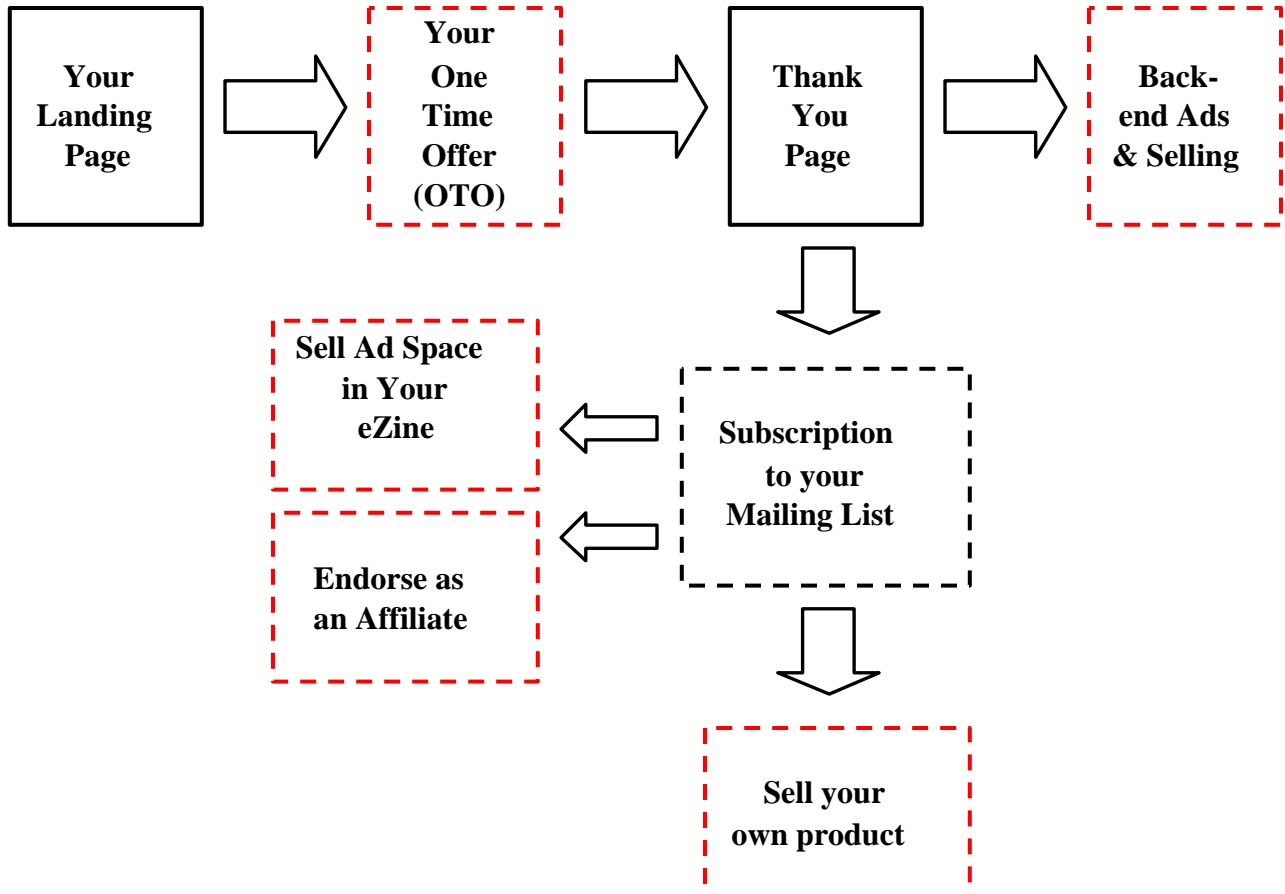 Your
Landing
Page
Your
One
Time
Offer
(OTO)
Thank
You
Page
Back-
end Ads
& Selling
Sell Ad Space
in Your
eZine
Subscription
to your
Mailing List
Endorse as
an Affiliate
Sell your
own product